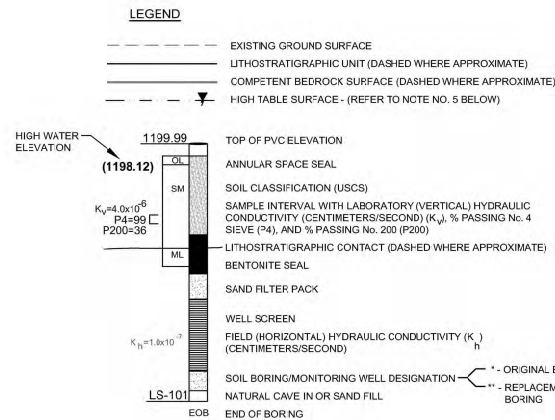 LEGEND
EXISTING GROUND SURFACE
LITHOSTRATIGRAPHIC UNIT (DASHED WHERE APPROXIMATE)
COMPETENT BEDROCK SURFACE (DASHED WHERE APPROXIMATE)
HIGH TABLE SURFACE - (REFER TO NOTE NO. 5 BELOW)
HIGH WATER
ELEVATION
(1198.12)
1199.99
TOP OF PVC ELEVATION
OL
ANNULAR SPACE SEAL
SM
SOIL CLASSIFICATION (USCS)
Kv=4.0x10-6
P4=99
P200=36
SAMPLE INTERVAL WITH LABORATORY (VERTICAL) HYDRAULIC
CONDUCTIVITY (CENTIMETERS/SECOND) (Kv), % PASSING No. 4
SIEVE (P4), AND % PASSING No. 200 (P200)
LITHOSTRATIGRAPHIC CONTACT (DASHED WHERE APPROXIMATE)
ML
BENTONITE SEAL
SAND FILTER PACK
WELL SCREEN
Kh=1.0x10-7
FIELD (HORIZONTAL) HYDRAULIC CONDUCTIVITY (Kh)
(CENTIMETERS/SECOND)
SOIL BORING/MONITORING WELL DESIGNATION
* - ORIGINAL
** - REPLACEM
BORING
LS-101
NATURAL CAVE IN OR SAND FILL
EOB
END OF BORING